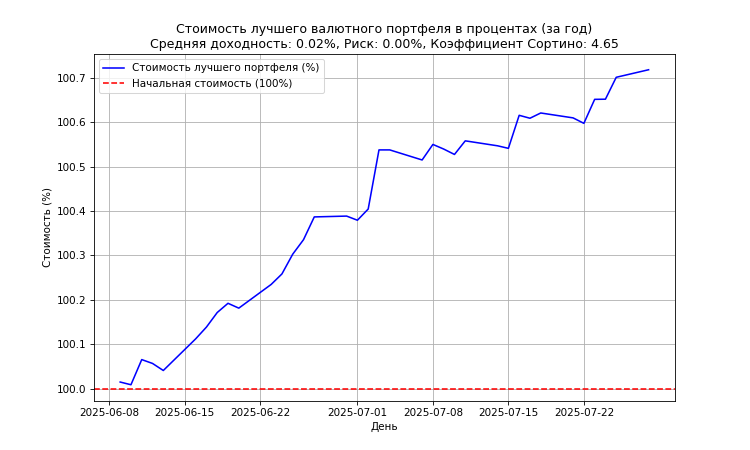 Стоимость лучшего валютного портфеля в процентах (за год)
Средняя доходность: 0.02%, Риск: 0.00%, Коэффициент Сортино: 4.65
Стоимость лучшего портфеля (%)
Начальная стоимость (100%)
Стоимость (%)
100.7
100.6
100.5
100.4
100.3
100.2
100.1
100.0
2025-06-08 2025-06-15 2025-06-22 2025-07-01 2025-07-08 2025-07-15 2025-07-22
День